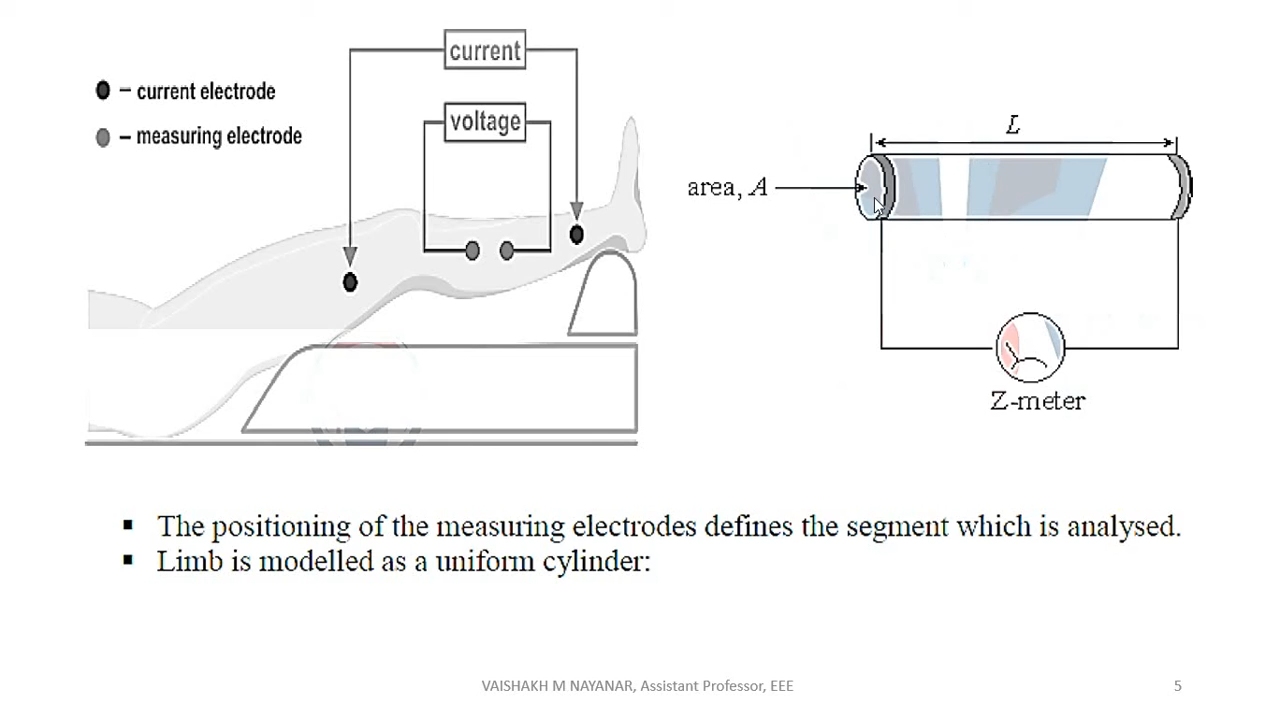 current
– current electrode
voltage
– measuring electrode
L
area, A
Z-meter
▪ The positioning of the measuring electrodes defines the segment which is analysed.
▪ Limb is modelled as a uniform cylinder:
VAISHAKH M NAYANAR, Assistant Professor, EEE
5